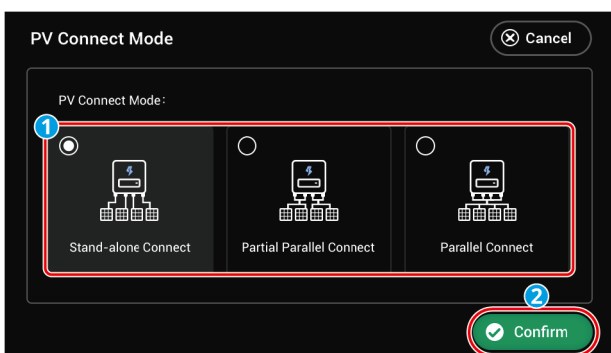 PV Connect Mode
Cancel
PV Connect Mode:
1
Stand-alone Connect
Partial Parallel Connect
Parallel Connect
2
Confirm